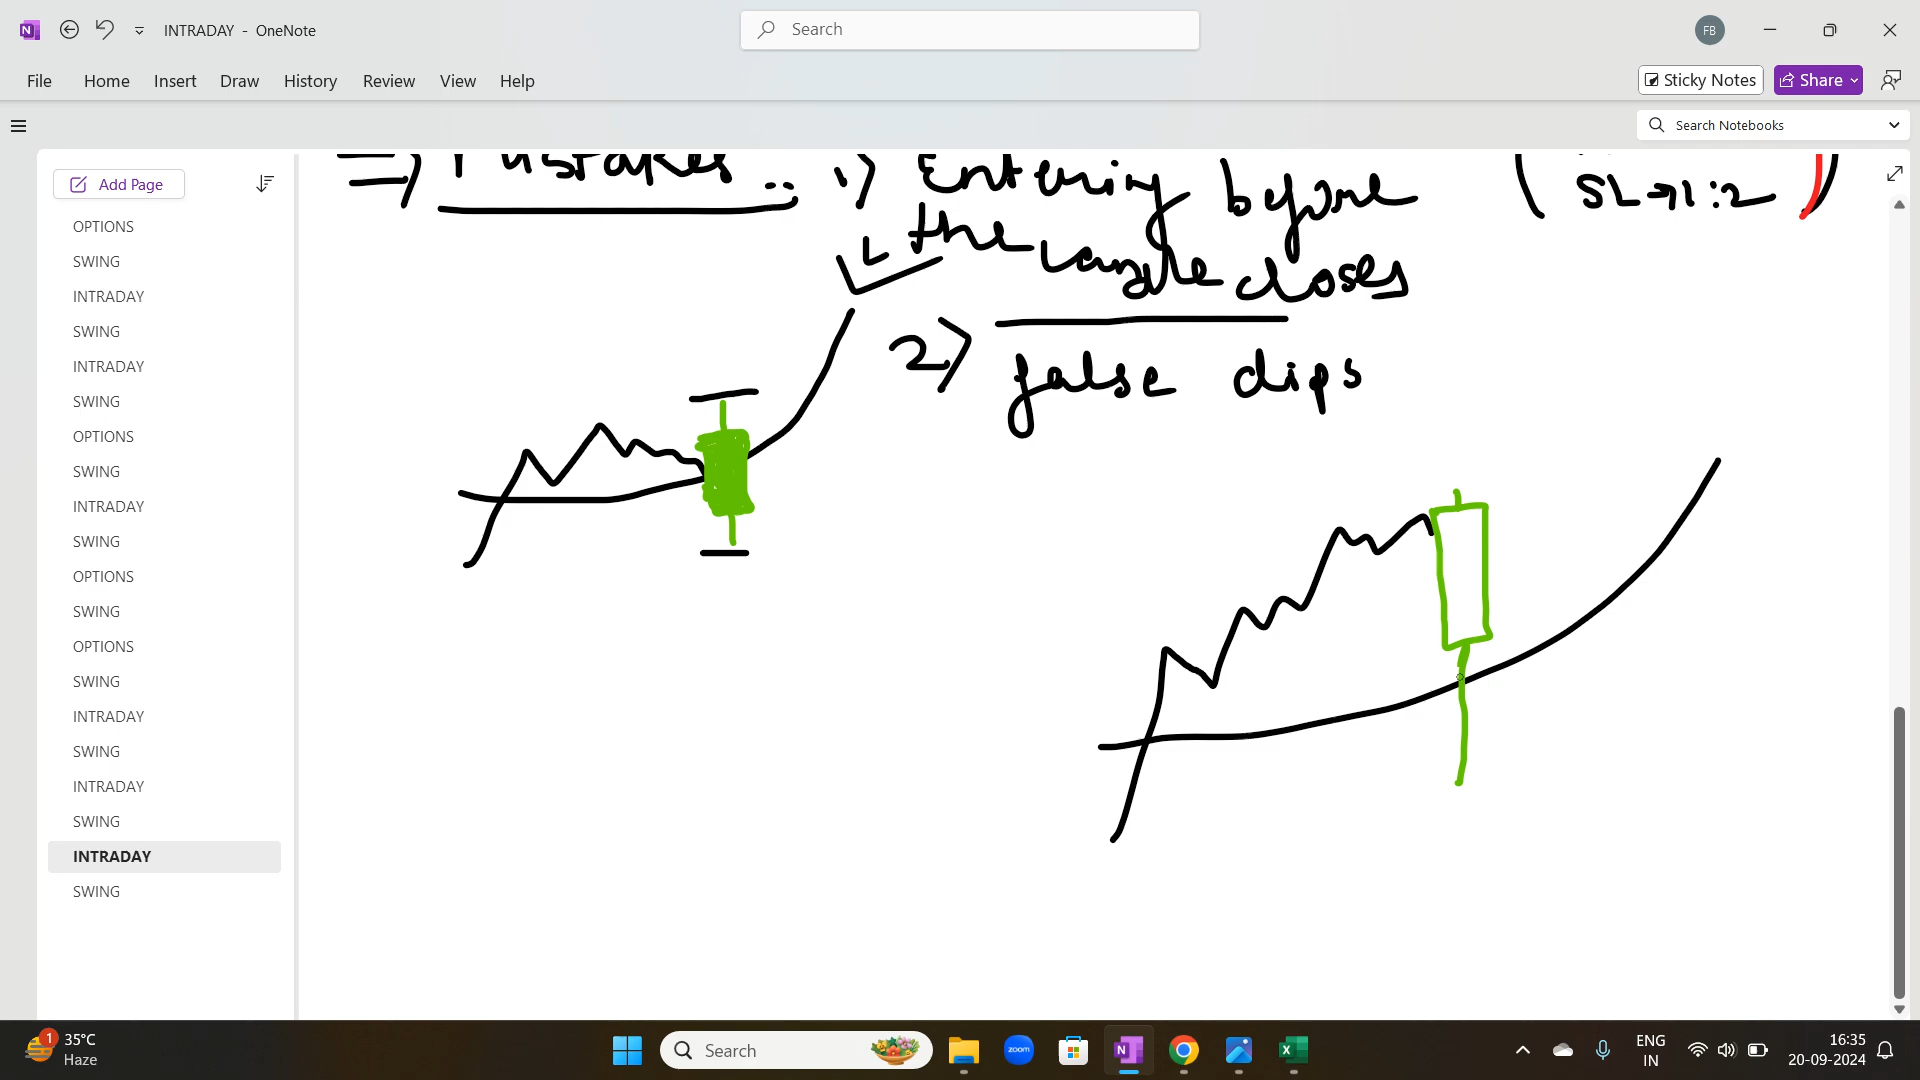 INTRADAY - OneNote
Search
FB
File Home Insert Draw History Review View Help
Sticky Notes
Share
Search Notebooks
Add Page
OPTIONS
SWING
INTRADAY
SWING
INTRADAY
SWING
OPTIONS
SWING
INTRADAY
SWING
OPTIONS
SWING
OPTIONS
SWING
INTRADAY
SWING
INTRADAY
SWING
INTRADAY
SWING
=> Mistakes .. 1) Entering before
the candle closes
SL → 1:2
2) false dips
1
35°C
Haze
Search
zoom
ENG
IN
16:35
20-09-2024